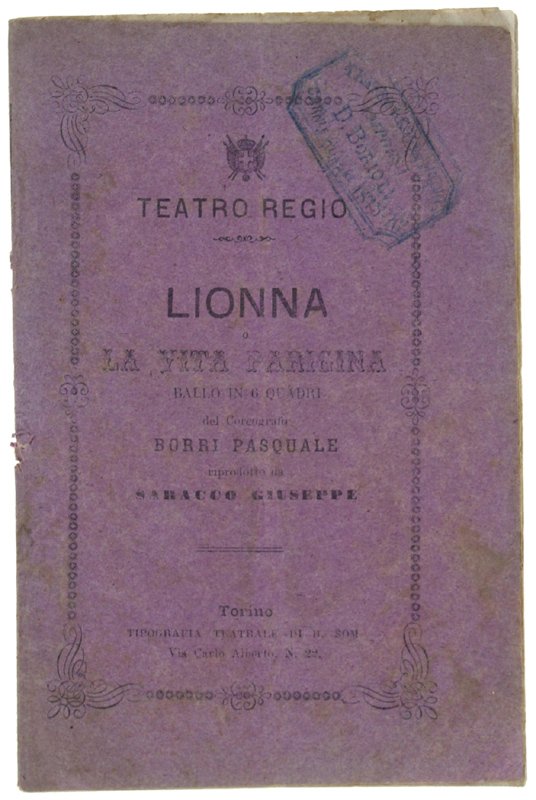 TEATRO REGIO
LIONNA
o
LA VITA PARIGINA
BALLO IN 6 QUADRI
del Coreografo
BORRI PASQUALE
riprodotto da
SARACCO GIUSEPPE
Torino
TIPOGRAFIA TEATRALE DI B. SOM
Via Carlo Alberto, N. 22.